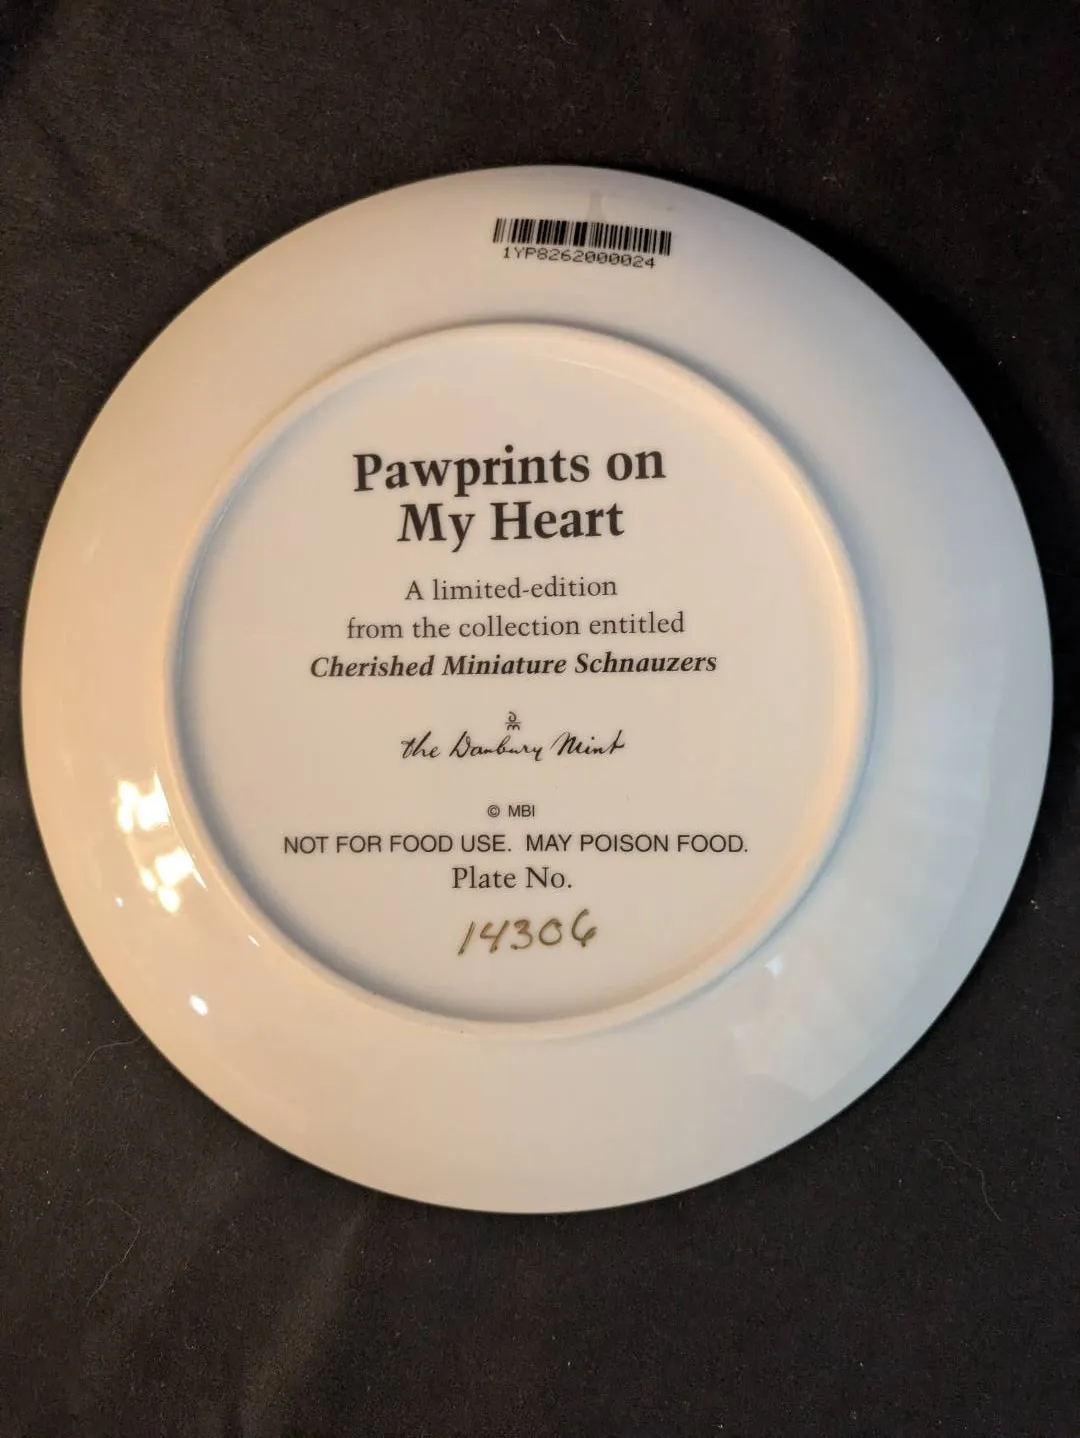 1YP8262000024
Pawprints on
My Heart
A limited-edition
from the collection entitled
Cherished Miniature Schnauzers
the Danbury Mint
© MBI
NOT FOR FOOD USE. MAY POISON FOOD.
Plate No.
14306